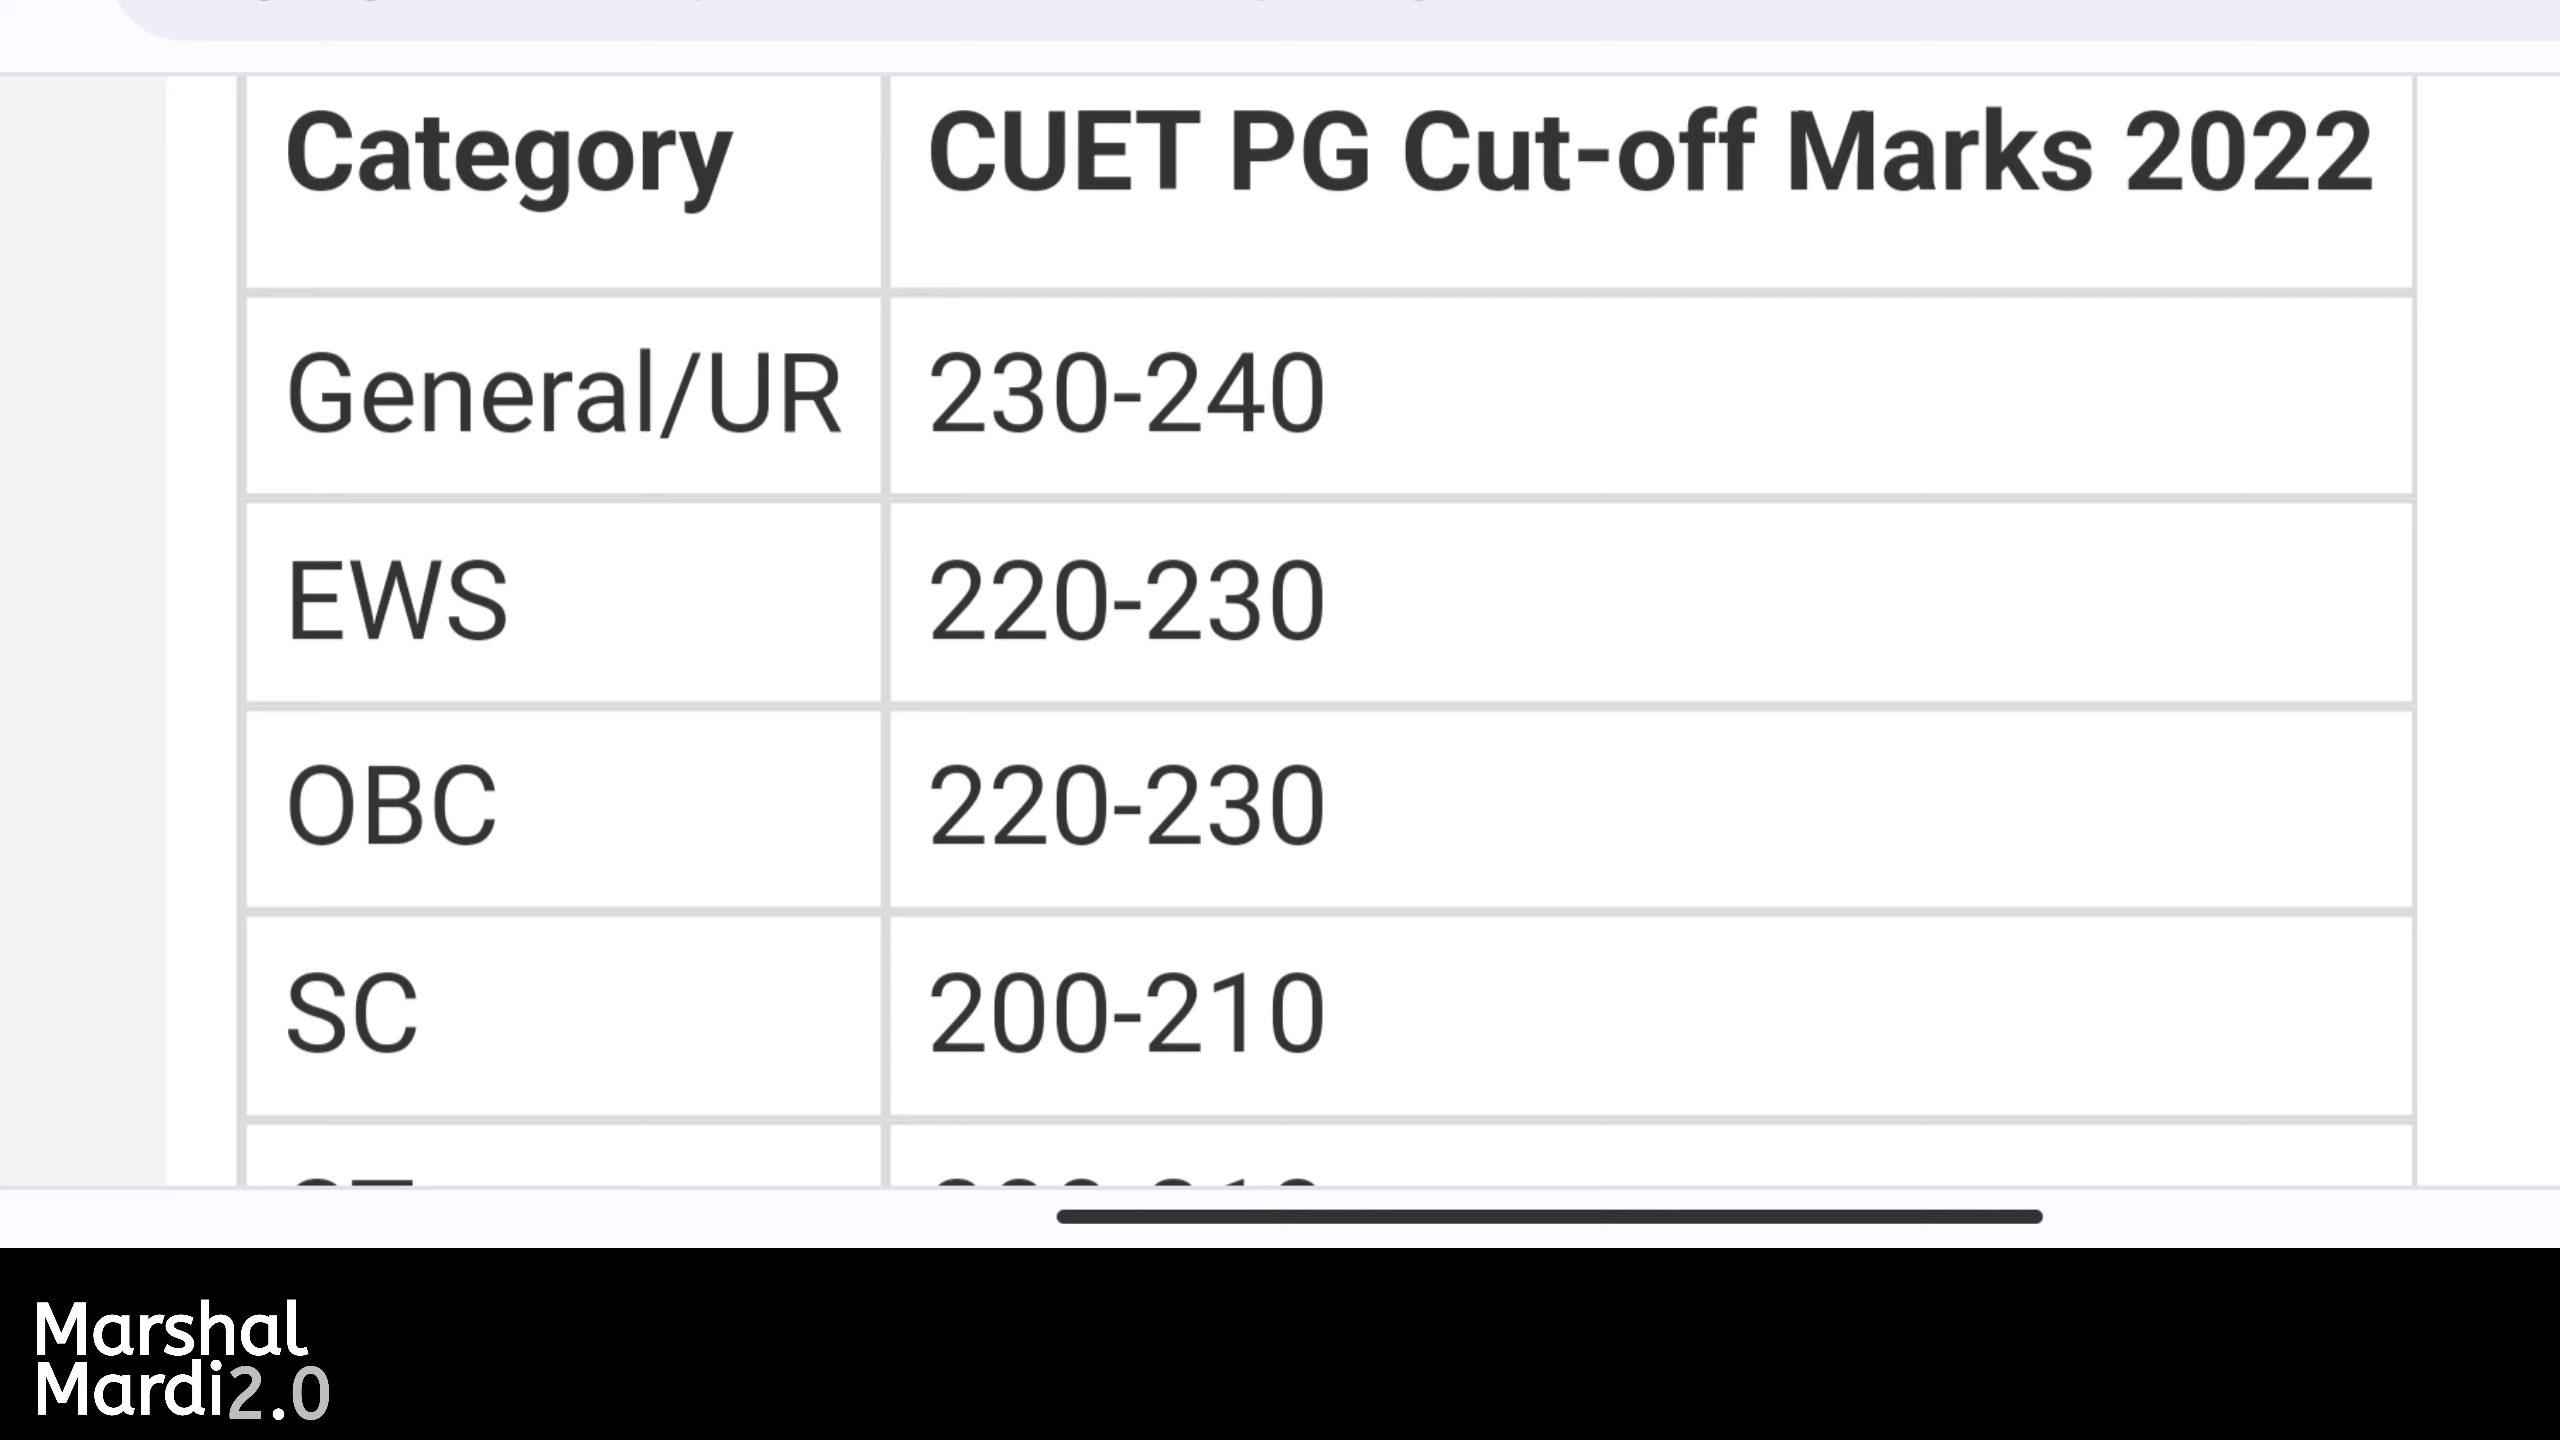 Category CUET PG Cut-off Marks 2022
General/UR 230-240
EWS 220-230
OBC 220-230
SC 200-210
Marshal
Mardi2.0